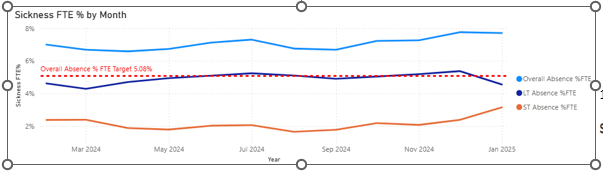 Sickness FTE % by Month
8%
6%
4%
2%
Sickness FTE%
Overall Absence % FTE Target 5.08%
Overall Absence %FTE
LT Absence %FTE
ST Absence %FTE
Mar 2024
May 2024
Jul 2024
Sep 2024
Nov 2024
Jan 2025
Year